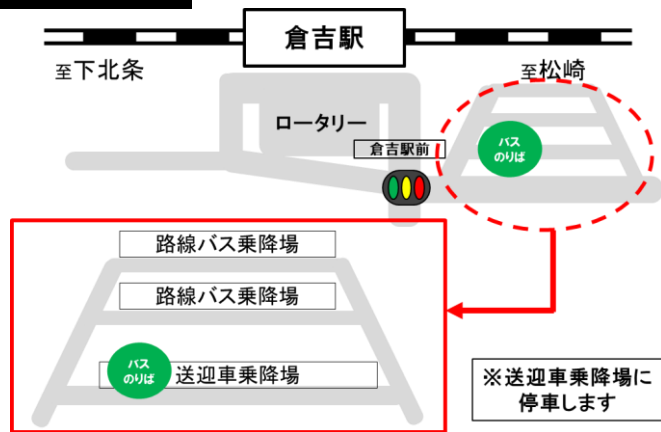 倉吉駅
至下北条
至松崎
ロータリー
倉吉駅前
バス
のりば
路線バス乗降場
路線バス乗降場
バス
のりば
送迎車乗降場
※送迎車乗降場に
停車します